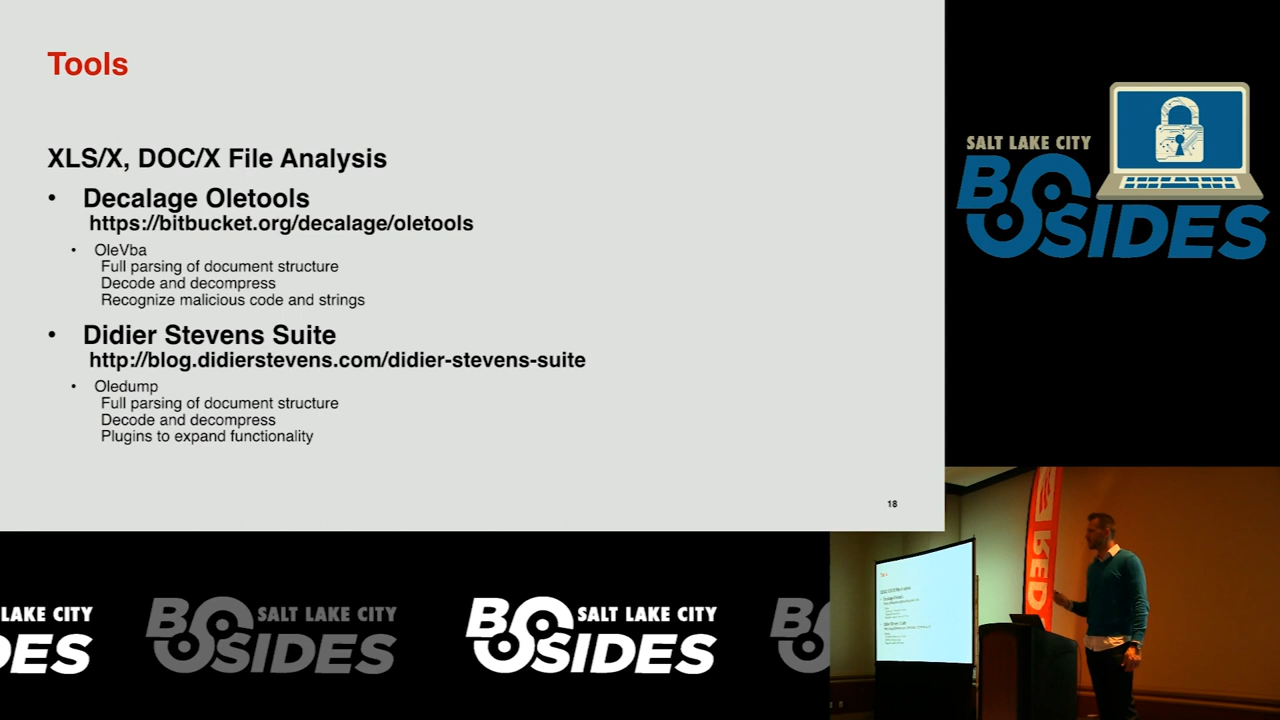 Tools
XLS/X, DOC/X File Analysis
• Decalage Oletools
https://bitbucket.org/decalage/oletools
• OleVba
Full parsing of document structure
Decode and decompress
Recognize malicious code and strings
• Didier Stevens Suite
http://blog.didierstevens.com/didier-stevens-suite
• Oledump
Full parsing of document structure
Decode and decompress
Plugins to expand functionality
18
SALT LAKE CITY
BSIDES
RED
LAKE CITY
DES
SALT LAKE CITY
BSIDES
SALT LAKE CITY
BSIDES
B